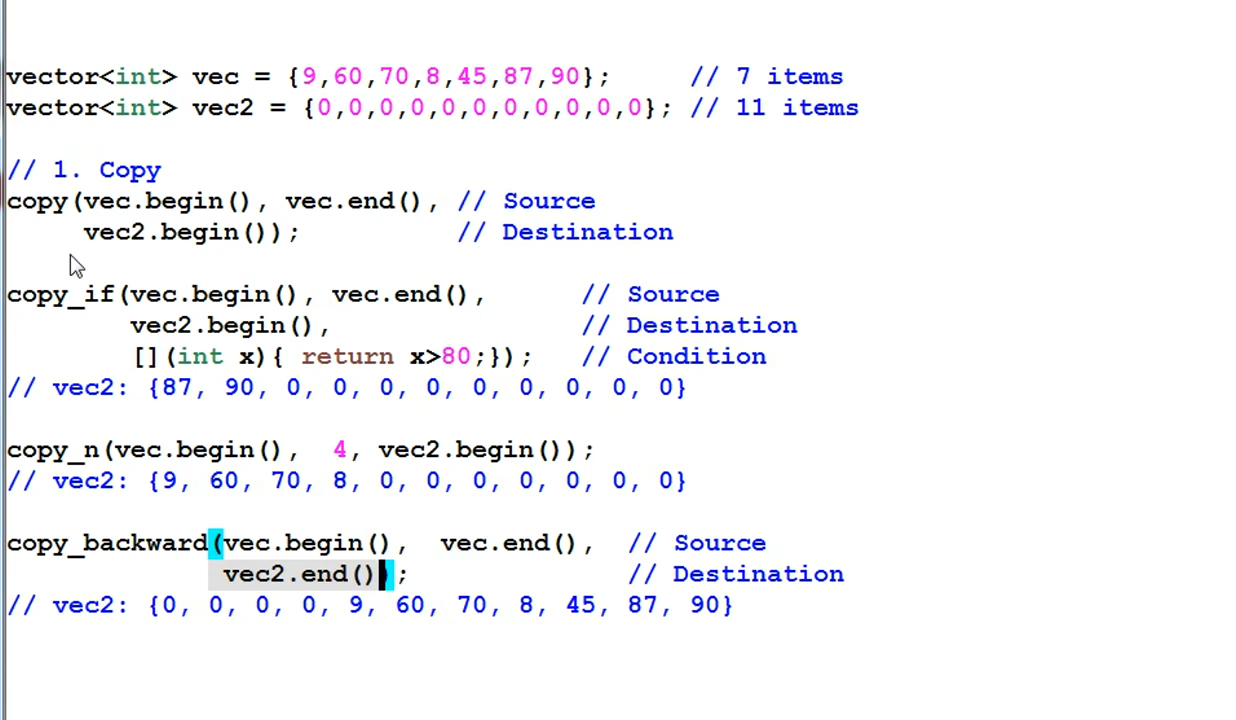 vector<int> vec = {9,60,70,8,45,87,90};     // 7 items
vector<int> vec2 = {0,0,0,0,0,0,0,0,0,0,0}; // 11 items
// 1. Copy
copy(vec.begin(), vec.end(), // Source
     vec2.begin());          // Destination
copy_if(vec.begin(), vec.end(),      // Source
        vec2.begin(),                // Destination
        [](int x){ return x>80;});   // Condition
// vec2: {87, 90, 0, 0, 0, 0, 0, 0, 0, 0, 0}
copy_n(vec.begin(),  4, vec2.begin());
// vec2: {9, 60, 70, 8, 0, 0, 0, 0, 0, 0, 0}
copy_backward(vec.begin(),  vec.end(),  // Source
              vec2.end());              // Destination
// vec2: {0, 0, 0, 0, 9, 60, 70, 8, 45, 87, 90}